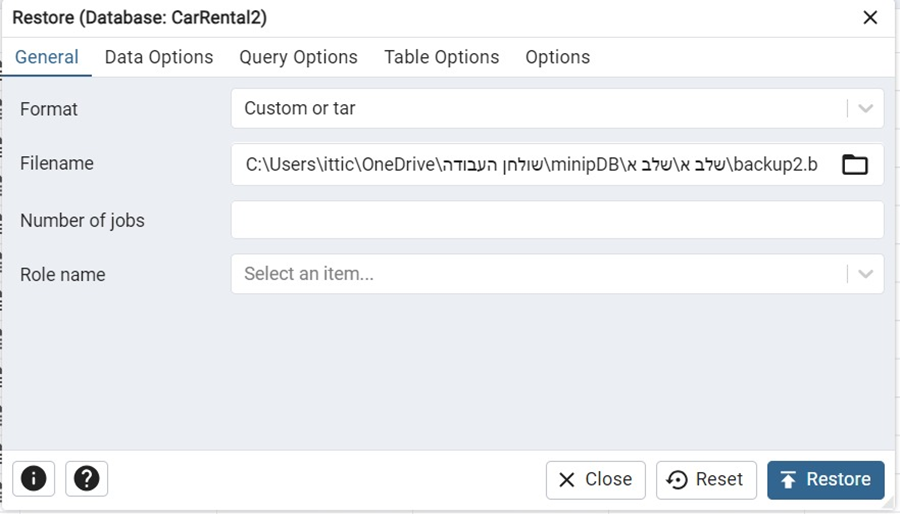 Restore (Database: CarRental2)
General Data Options Query Options Table Options Options
Format Custom or tar
Filename C:\Users\ittic\OneDrive\שולחן העבודה\minipDB\שלב א\שלב א\backup2.b
Number of jobs
Role name Select an item...
Close Reset Restore